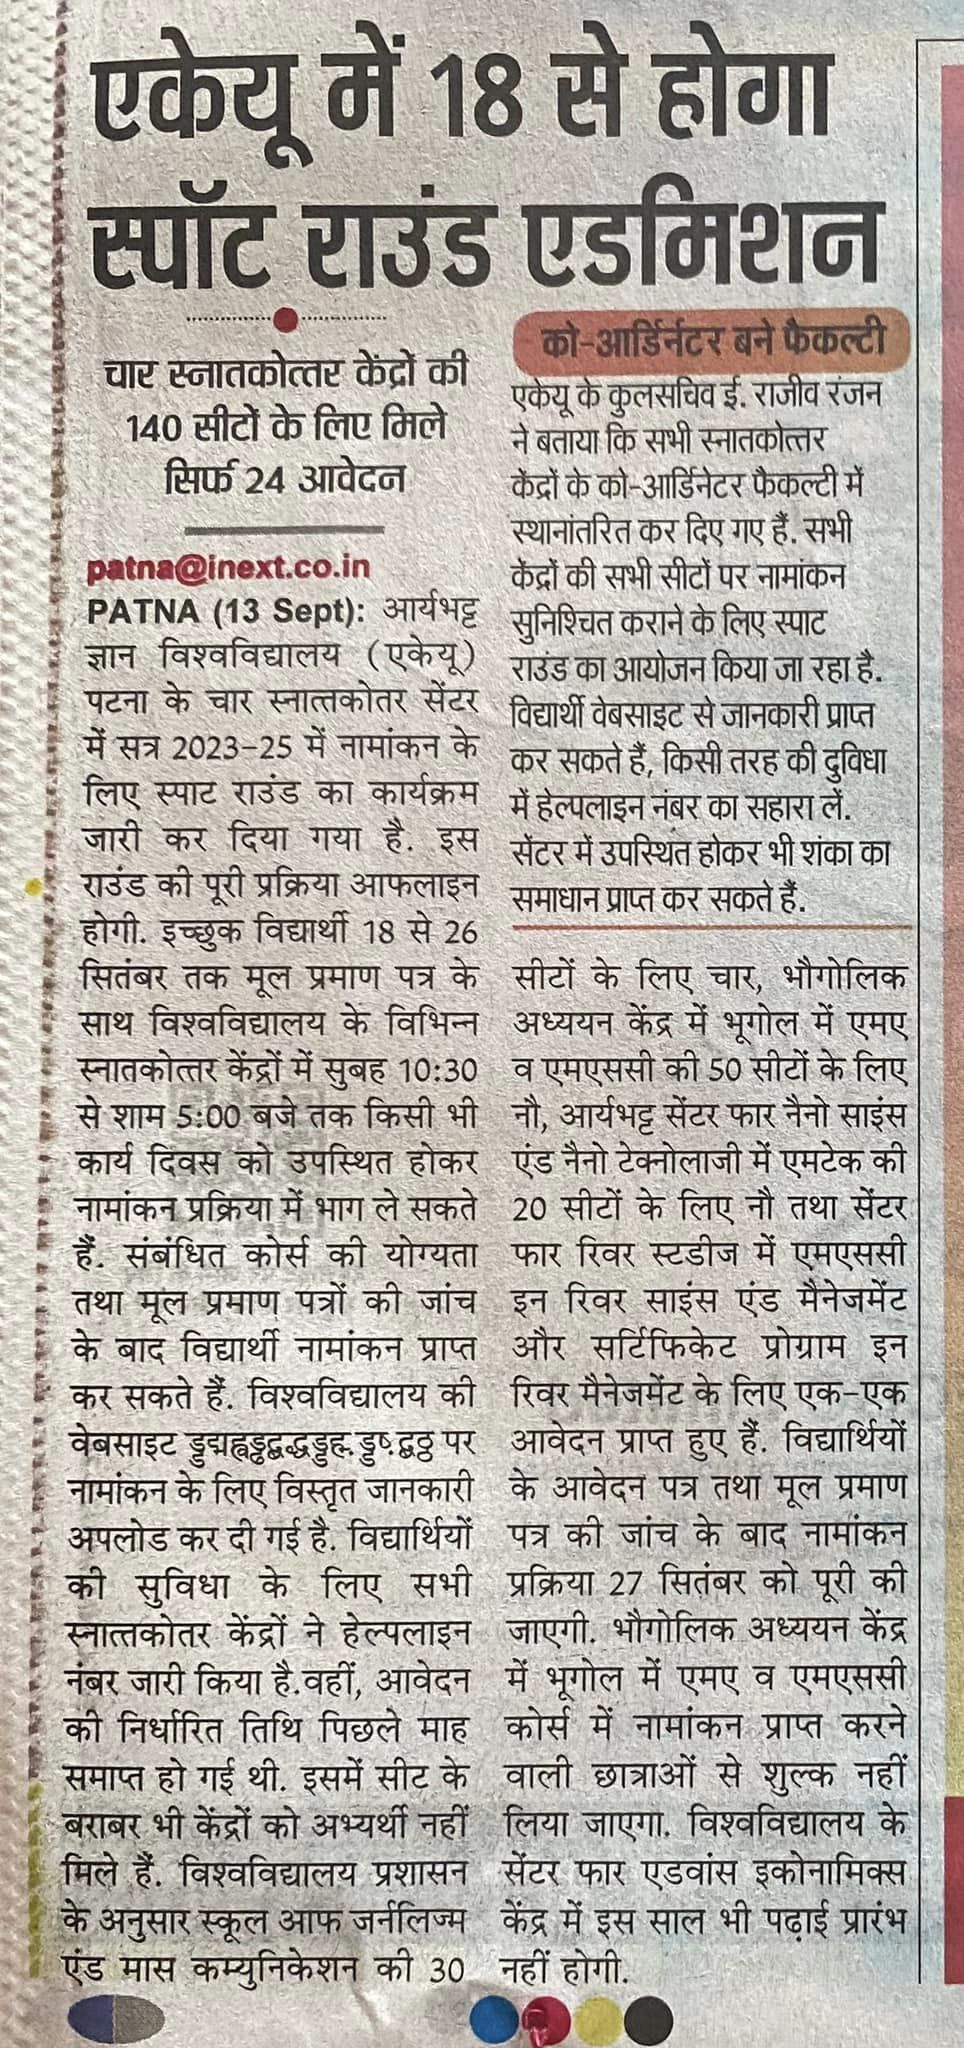 एकेयू में 18 से होगा
स्पॉट राउंड एडमिशन
चार स्नातकोत्तर केंद्रों की
140 सीटों के लिए मिले
सिर्फ 24 आवेदन
patna@inext.co.in
PATNA (13 Sept): आर्यभट्ट
ज्ञान विश्वविद्यालय (एकेयू)
पटना के चार स्नात्तकोतर सेंटर
में सत्र 2023-25 में नामांकन के
लिए स्पाट राउंड का कार्यक्रम
जारी कर दिया गया है. इस
राउंड की पूरी प्रक्रिया आफलाइन
होगी. इच्छुक विद्यार्थी 18 से 26
सितंबर तक मूल प्रमाण पत्र के
साथ विश्वविद्यालय के विभिन्न
स्नातकोत्तर केंद्रों में सुबह 10:30
से शाम 5:00 बजे तक किसी भी
कार्य दिवस को उपस्थित होकर
नामांकन प्रक्रिया में भाग ले सकते
हैं. संबंधित कोर्स की योग्यता
तथा मूल प्रमाण पत्रों की जांच
के बाद विद्यार्थी नामांकन प्राप्त
कर सकते हैं. विश्वविद्यालय की
वेबसाइट पर
नामांकन के लिए विस्तृत जानकारी
अपलोड कर दी गई है. विद्यार्थियों
की सुविधा के लिए सभी
स्नात्तकोतर केंद्रों ने हेल्पलाइन
नंबर जारी किया है.वहीं, आवेदन
की निर्धारित तिथि पिछले माह
समाप्त हो गई थी. इसमें सीट के
बराबर भी केंद्रों को अभ्यर्थी नहीं
मिले हैं. विश्वविद्यालय प्रशासन
के अनुसार स्कूल आफ जर्नलिज्म
एंड मास कम्युनिकेशन की 30
को-आर्डिर्नटर बने फैकल्टी
एकेयू के कुलसचिव ई. राजीव रंजन
ने बताया कि सभी स्नातकोत्तर
केंद्रों के को-आर्डिनेटर फैकल्टी में
स्थानांतरित कर दिए गए हैं. सभी
केंद्रों की सभी सीटों पर नामांकन
सुनिश्चित कराने के लिए स्पाट
राउंड का आयोजन किया जा रहा है.
विद्यार्थी वेबसाइट से जानकारी प्राप्त
कर सकते हैं, किसी तरह की दुविधा
में हेल्पलाइन नंबर का सहारा लें.
सेंटर में उपस्थित होकर भी शंका का
समाधान प्राप्त कर सकते हैं.
सीटों के लिए चार, भौगोलिक
अध्ययन केंद्र में भूगोल में एमए
व एमएससी की 50 सीटों के लिए
नौ, आर्यभट्ट सेंटर फार नैनो साइंस
एंड नैनो टेक्नोलाजी में एमटेक की
20 सीटों के लिए नौ तथा सेंटर
फार रिवर स्टडीज में एमएससी
इन रिवर साइंस एंड मैनेजमेंट
और सर्टिफिकेट प्रोग्राम इन
रिवर मैनेजमेंट के लिए एक-एक
आवेदन प्राप्त हुए हैं. विद्यार्थियों
के आवेदन पत्र तथा मूल प्रमाण
पत्र की जांच के बाद नामांकन
प्रक्रिया 27 सितंबर को पूरी की
जाएगी. भौगोलिक अध्ययन केंद्र
में भूगोल में एमए व एमएससी
कोर्स में नामांकन प्राप्त करने
वाली छात्राओं से शुल्क नहीं
लिया जाएगा. विश्वविद्यालय के
सेंटर फार एडवांस इकोनामिक्स
केंद्र में इस साल भी पढ़ाई प्रारंभ
नहीं होगी.